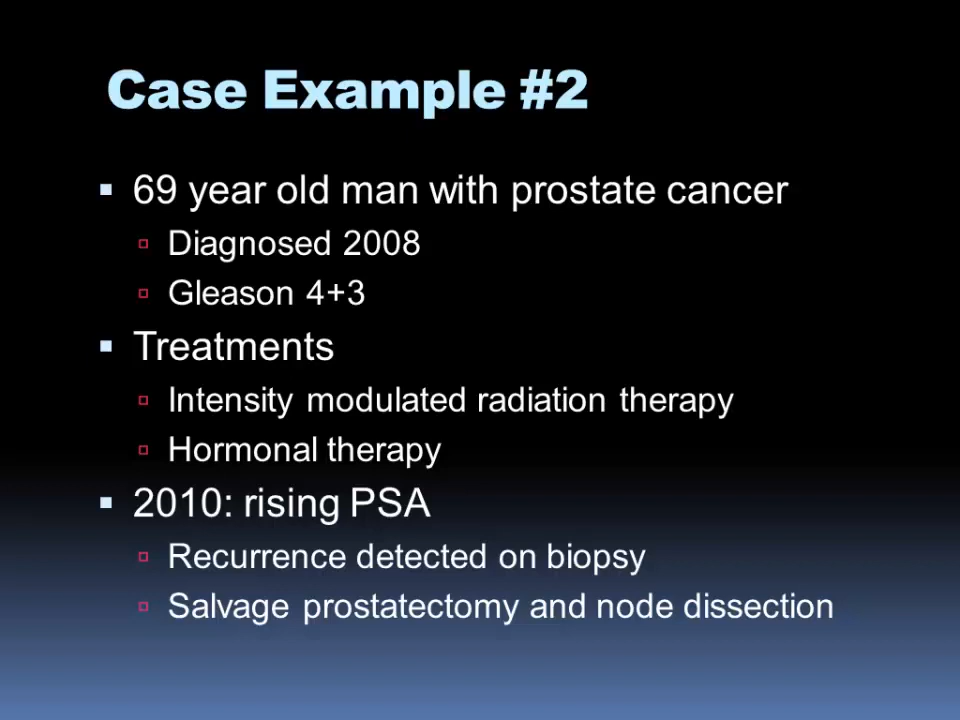 Case Example #2
69 year old man with prostate cancer
Diagnosed 2008
Gleason 4+3
Treatments
Intensity modulated radiation therapy
Hormonal therapy
2010: rising PSA
Recurrence detected on biopsy
Salvage prostatectomy and node dissection